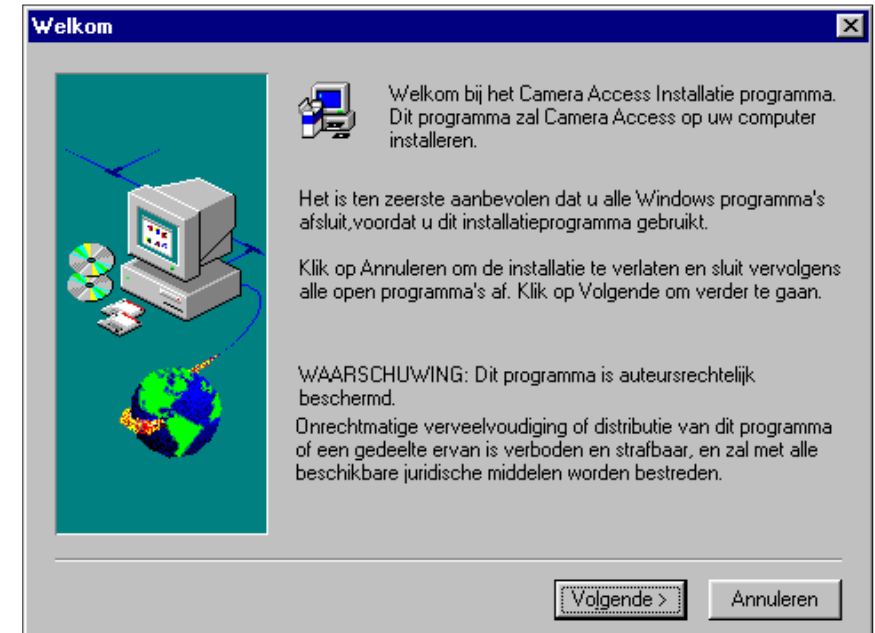 Welkom
Welkom bij het Camera Access Installatie programma.
Dit programma zal Camera Access op uw computer
installeren.
Het is ten zeerste aanbevolen dat u alle Windows programma's
afsluit,voordat u dit installatieprogramma gebruikt.
Klik op Annuleren om de installatie te verlaten en sluit vervolgens
alle open programma's af. Klik op Volgende om verder te gaan.
WAARSCHUWING: Dit programma is auteursrechtelijk
beschermd.
Onrechtmatige verveelvoudiging of distributie van dit programma
of een gedeelte ervan is verboden en strafbaar, en zal met alle
beschikbare juridische middelen worden bestreden.
Volgende >
Annuleren